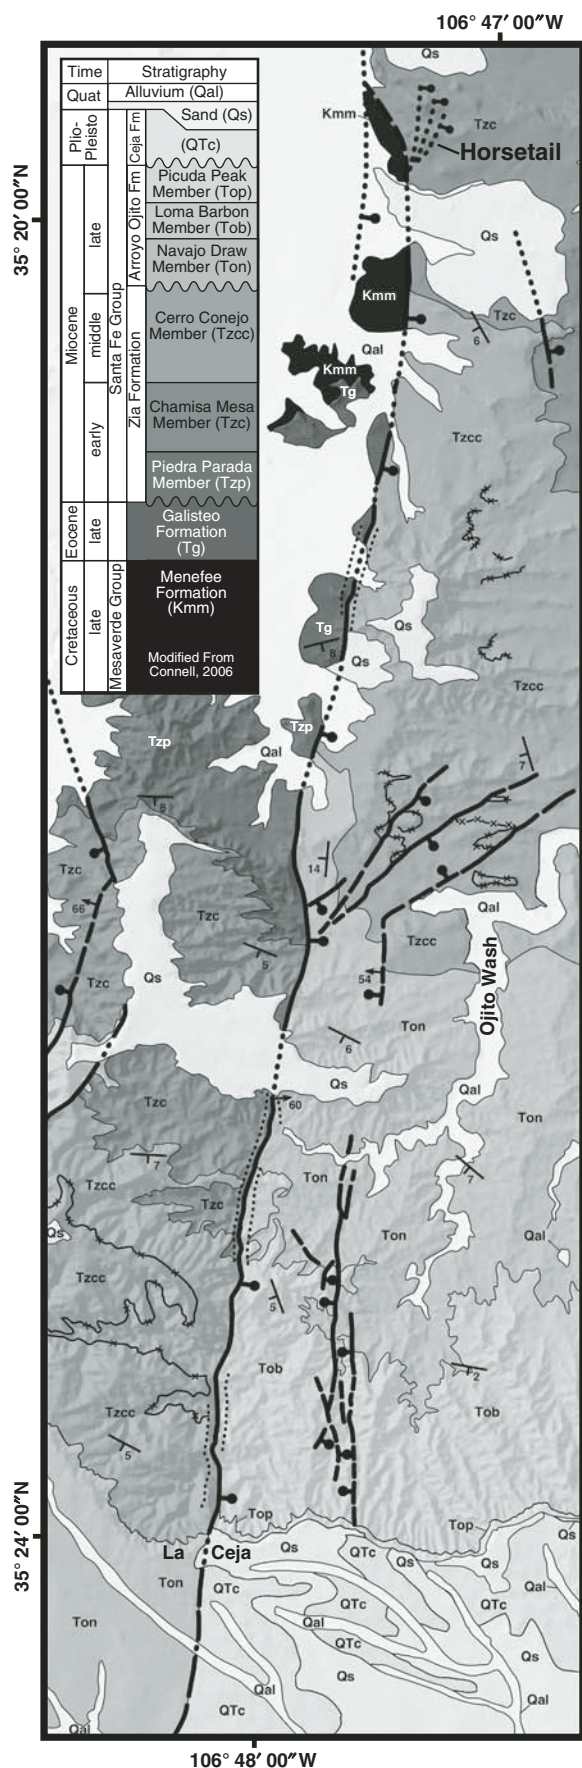 106° 47′ 00″W
Time
Stratigraphy
Quat
Alluvium (Qal)
Plio-
Pleisto
Ceja Fm
Sand (Qs)
(QTc)
Miocene
late
middle
early
Santa Fe Group
Arroyo Ojito Fm
Picuda Peak
Member (Top)
Loma Barbon
Member (Tob)
Navajo Draw
Member (Ton)
Zia Formation
Cerro Conejo
Member (Tzcc)
Chamisa Mesa
Member (Tzc)
Piedra Parada
Member (Tzp)
Eocene
late
Galisteo
Formation
(Tg)
Cretaceous
late
Mesaverde Group
Menefee
Formation
(Kmm)
Modified From
Connell, 2006
Qs
Kmm
Tzc
Horsetail
35° 20′ 00″N
Qs
Kmm
Tzc
6
Qal
Kmm
Tg
Tzcc
Tg
8
Qs
Qs
Tzcc
Tzp
Tzp
Qal
7
8
14
Tzc
66
Tzc
5
Qal
Tzcc
Ojito Wash
54
Tzc
Qs
Ton
6
Qs
Qal
60
Tzc
Ton
7
Tzcc
Ton
7
Tzc
Ton
Qs
Qal
Tzcc
5
Tob
2
Tzcc
Tob
5
Top
Top
35° 24′ 00″N
La Ceja
Qs
QTc
Qs
Qs
Qs
Ton
QTc
Qal
QTc
QTc
Ton
Qal
QTc
Qs
Qs
Qal
Qal
QTc
Qal
106° 48′ 00″W